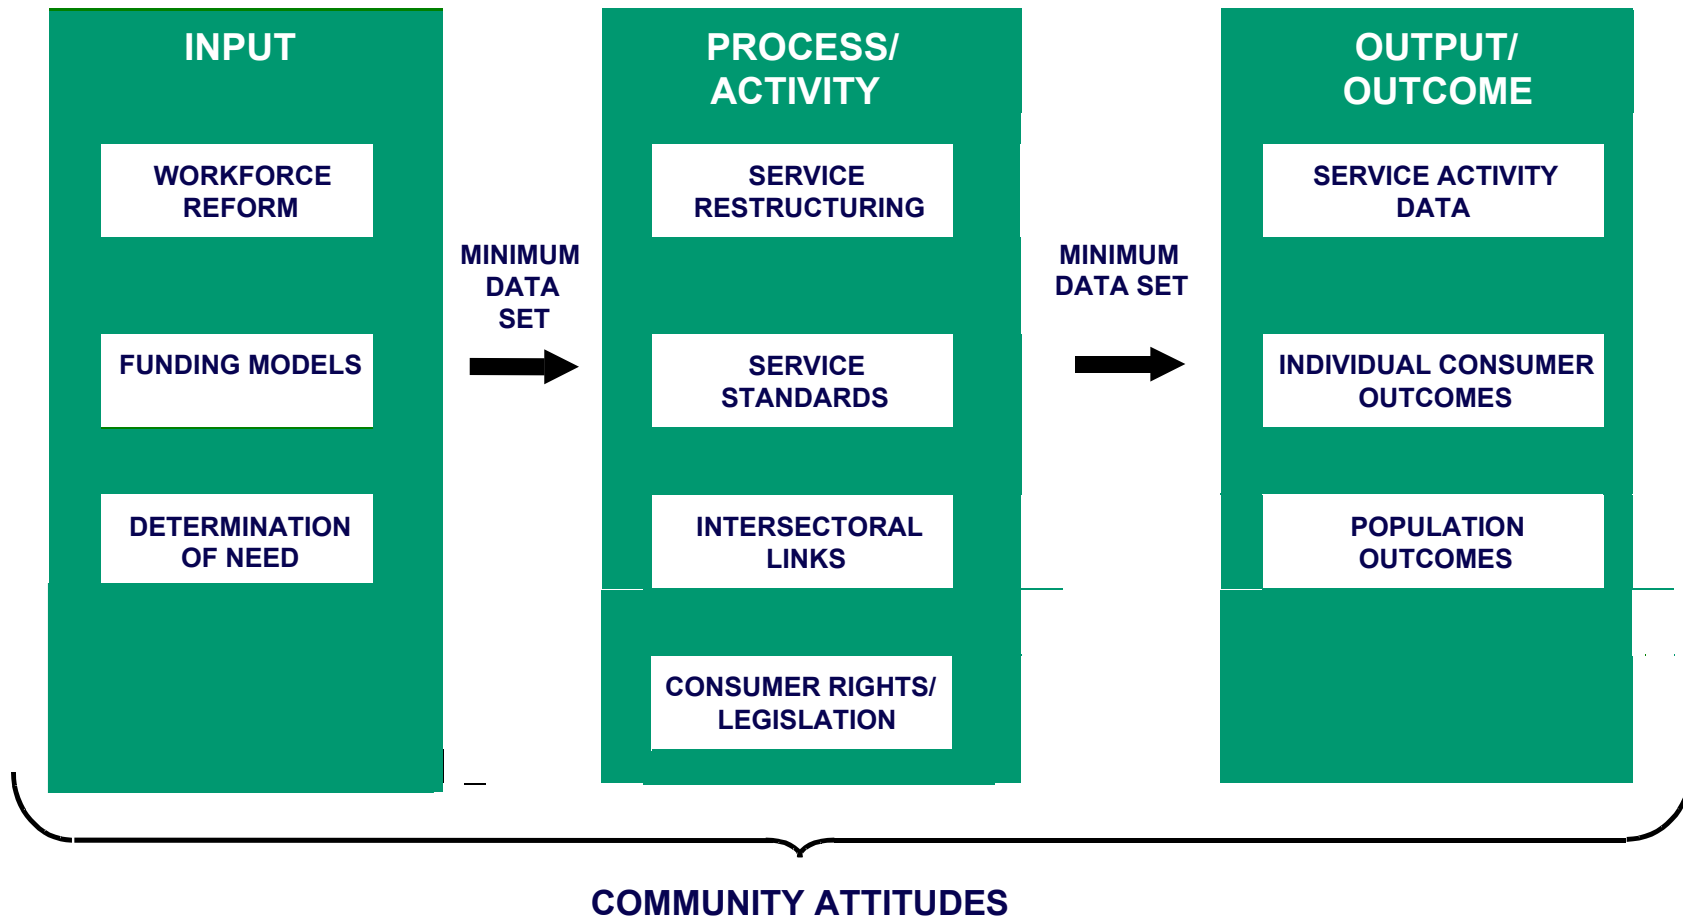 INPUT
WORKFORCE
REFORM
FUNDING MODELS
DETERMINATION
OF NEED
MINIMUM
DATA
SET
PROCESS/
ACTIVITY
SERVICE
RESTRUCTURING
SERVICE
STANDARDS
INTERSECTORAL
LINKS
CONSUMER RIGHTS/
LEGISLATION
MINIMUM
DATA SET
OUTPUT/
OUTCOME
SERVICE ACTIVITY
DATA
INDIVIDUAL CONSUMER
OUTCOMES
POPULATION
OUTCOMES
COMMUNITY ATTITUDES